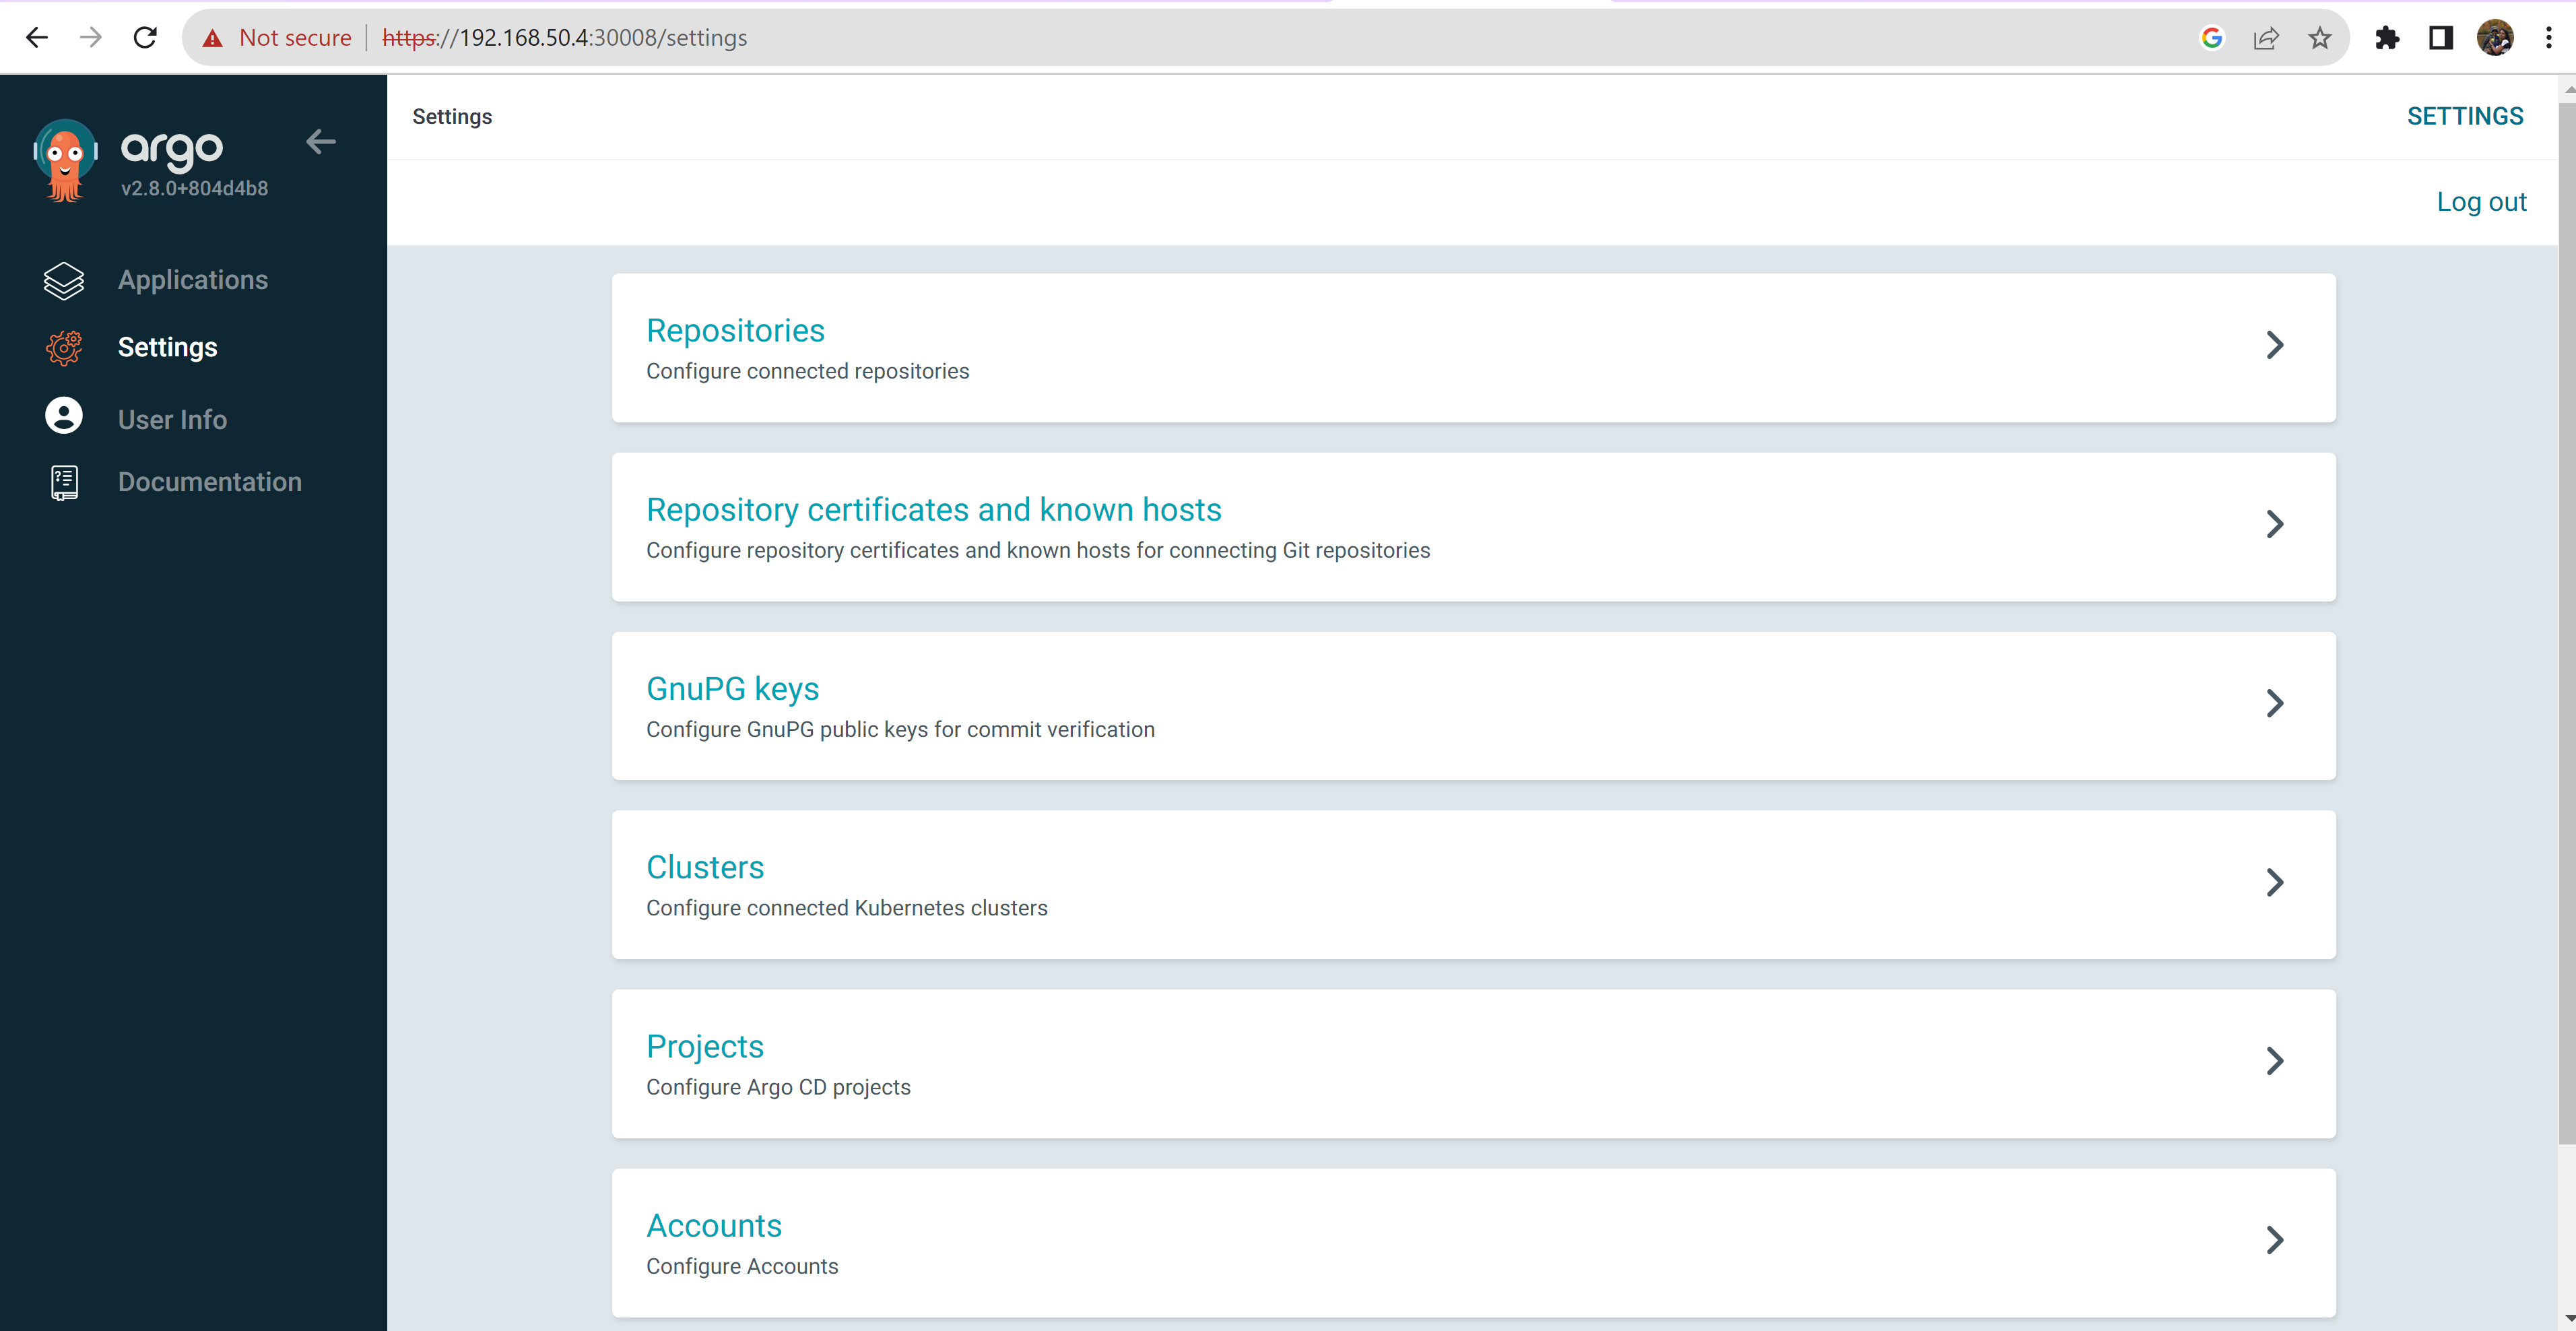 Not secure | https://192.168.50.4:30008/settings
argo
v2.8.0+804d4b8
Applications
Settings
User Info
Documentation
Settings
SETTINGS
Log out
Repositories
Configure connected repositories
Repository certificates and known hosts
Configure repository certificates and known hosts for connecting Git repositories
GnuPG keys
Configure GnuPG public keys for commit verification
Clusters
Configure connected Kubernetes clusters
Projects
Configure Argo CD projects
Accounts
Configure Accounts